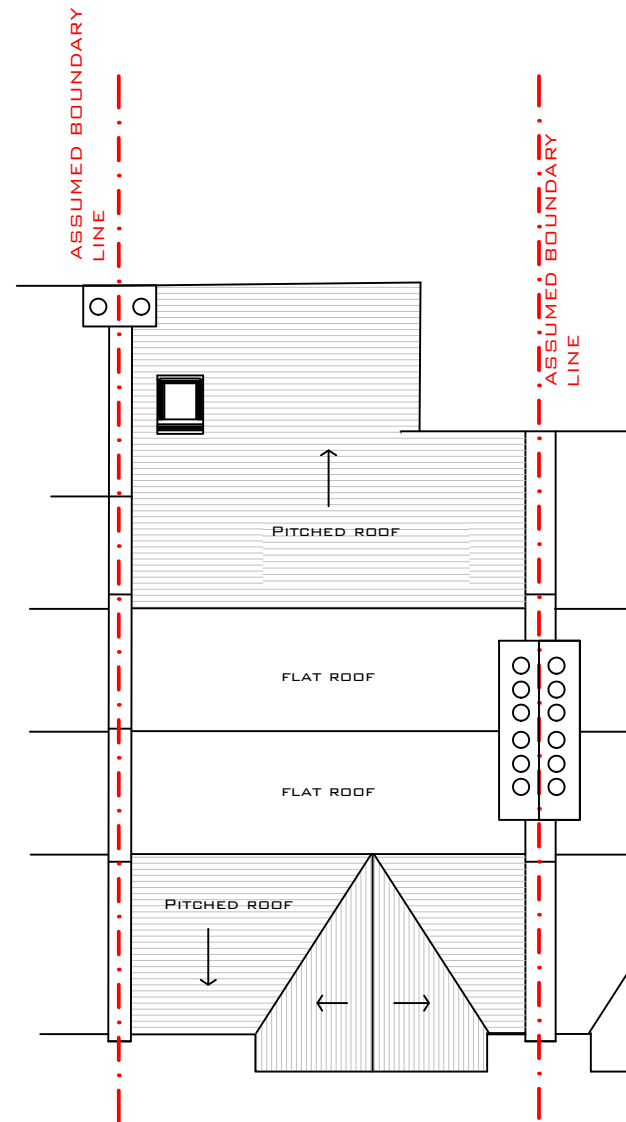 ASSUMED BOUNDARY
LINE
ASSUMED BOUNDARY
LINE
PITCHED ROOF
FLAT ROOF
FLAT ROOF
PITCHED ROOF